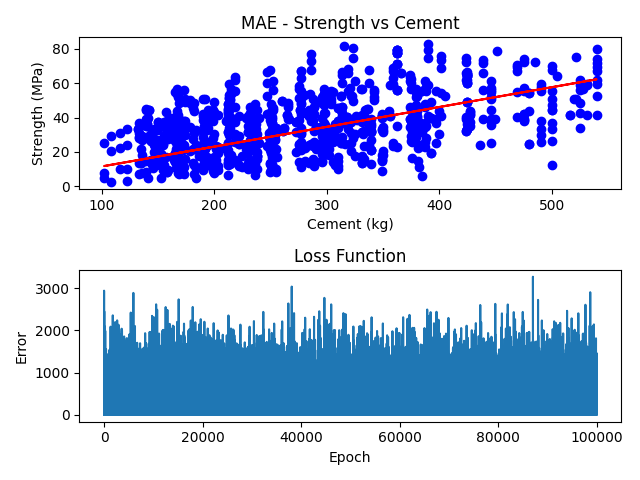 MAE - Strength vs Cement
80
60
40
20
0
Strength (MPa)
100 200 300 400 500
Cement (kg)
Loss Function
3000
2000
1000
0
Error
0 20000 40000 60000 80000 100000
Epoch